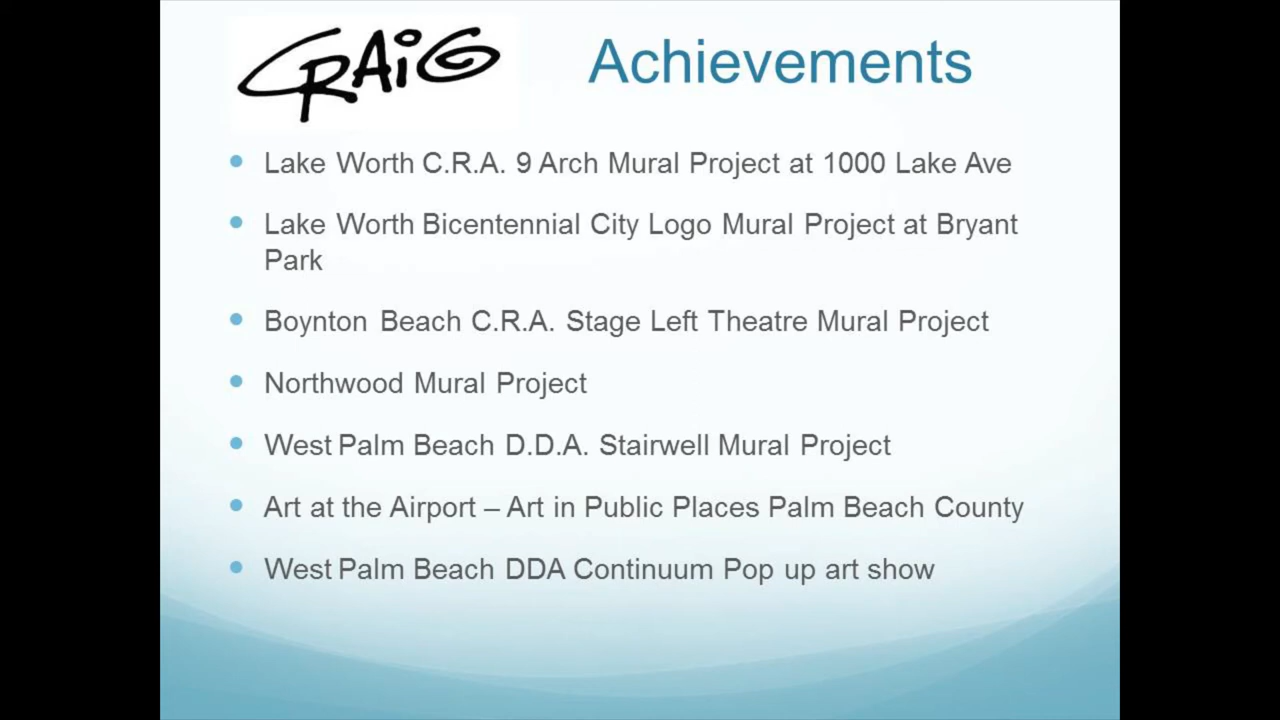 CRAiG
Achievements
Lake Worth C.R.A. 9 Arch Mural Project at 1000 Lake Ave
Lake Worth Bicentennial City Logo Mural Project at Bryant
Park
Boynton Beach C.R.A. Stage Left Theatre Mural Project
Northwood Mural Project
West Palm Beach D.D.A. Stairwell Mural Project
Art at the Airport – Art in Public Places Palm Beach County
West Palm Beach DDA Continuum Pop up art show